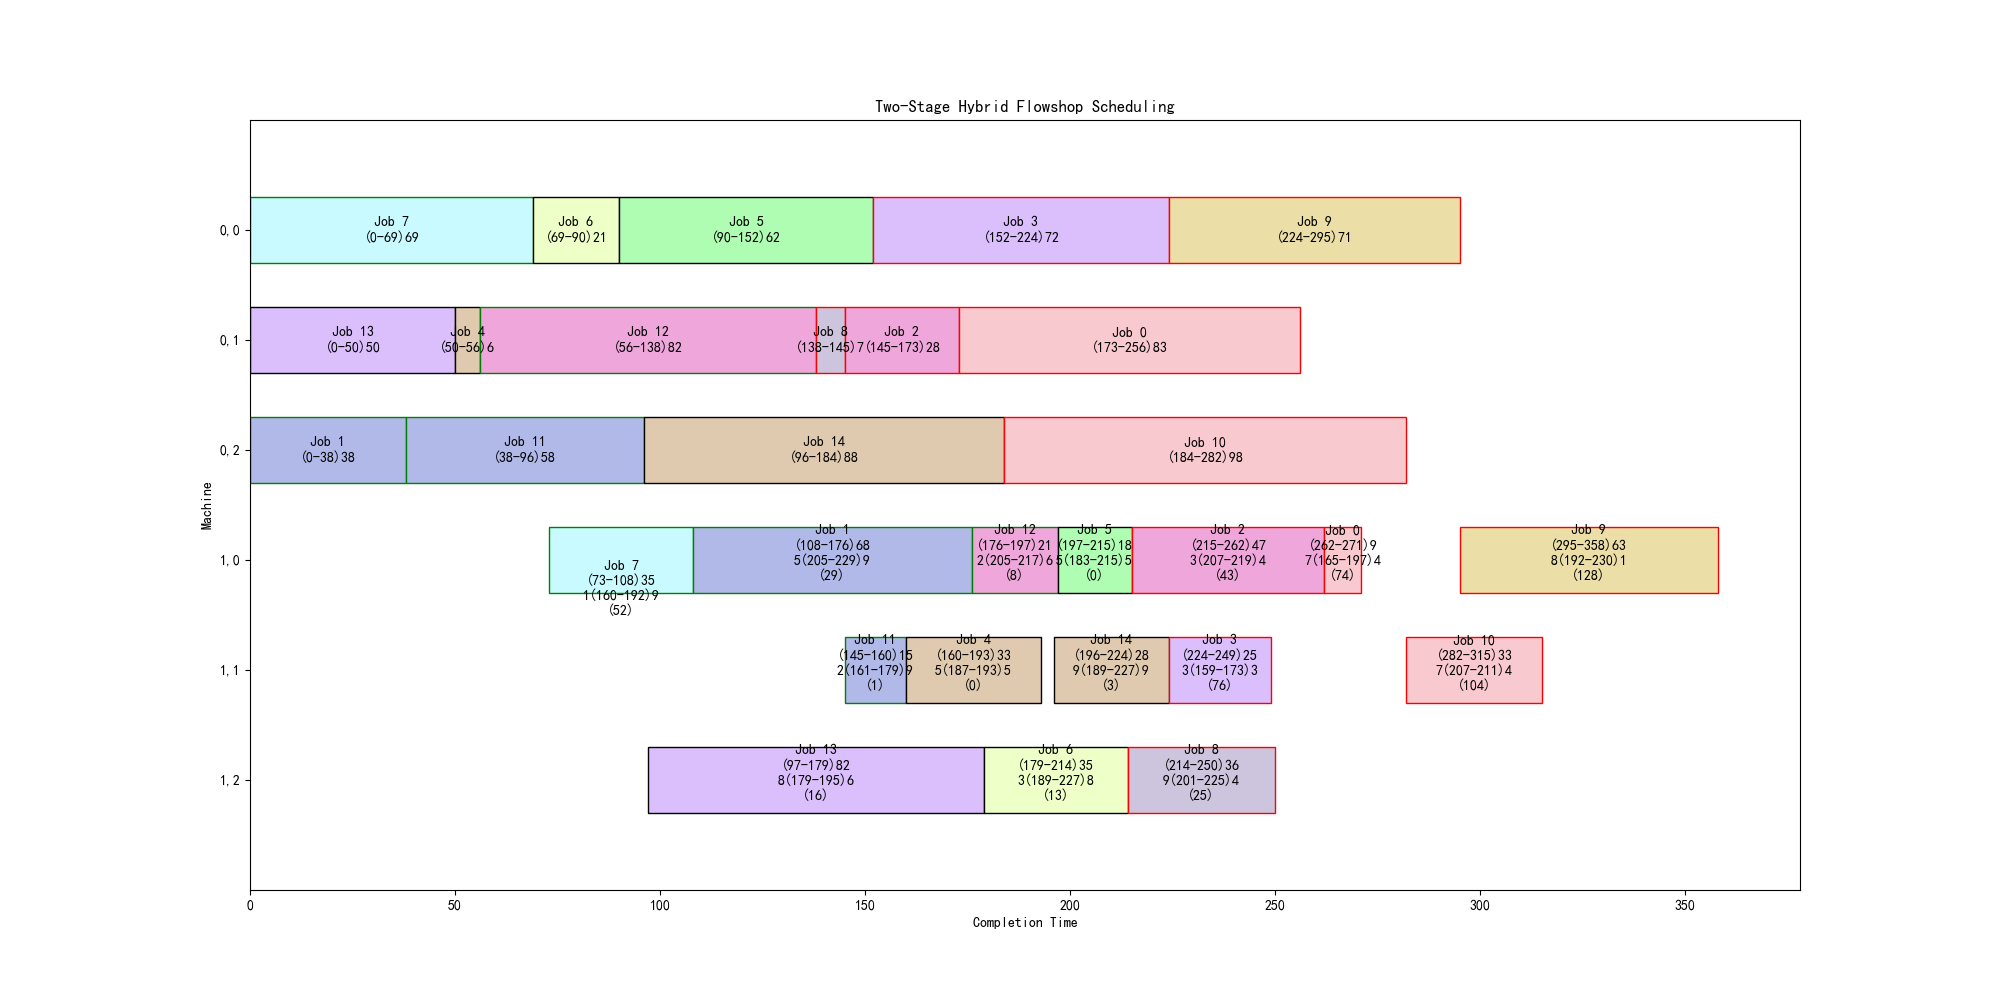 Two-Stage Hybrid Flowshop Scheduling
0,0
Job 7
(0-69)69
Job 6
(69-90)21
Job 5
(90-152)62
Job 3
(152-224)72
Job 9
(224-295)71
0,1
Job 13
(0-50)50
Job 4
(50-56)6
Job 12
(56-138)82
Job 8
(138-145)7
Job 2
(145-173)28
Job 0
(173-256)83
0,2
Job 1
(0-38)38
Job 11
(38-96)58
Job 14
(96-184)88
Job 10
(184-282)98
Machine
1,0
Job 7
(73-108)35
1(160-192)9
(52)
Job 1
(108-176)68
5(205-229)9
(29)
Job 12
(176-197)21
2(205-217)6
(8)
Job 5
(197-215)18
5(183-215)5
(0)
Job 2
(215-262)47
3(207-219)4
(43)
Job 0
(262-271)9
7(165-197)4
(74)
Job 9
(295-358)63
8(192-230)1
(128)
1,1
Job 11
(145-160)15
2(161-179)9
(1)
Job 4
(160-193)33
5(187-193)5
(0)
Job 14
(196-224)28
9(189-227)9
(3)
Job 3
(224-249)25
3(159-173)3
(76)
Job 10
(282-315)33
7(207-211)4
(104)
1,2
Job 13
(97-179)82
8(179-195)6
(16)
Job 6
(179-214)35
3(189-227)8
(13)
Job 8
(214-250)36
9(201-225)4
(25)
0
50
100
150
200
250
300
350
Completion Time